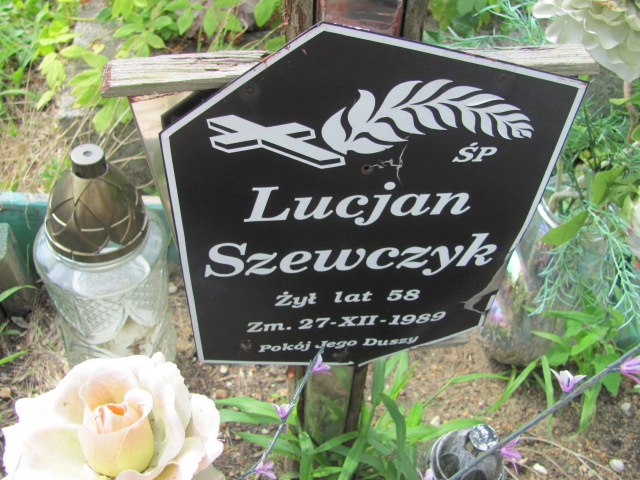 ŚP
Lucjan
Szewczyk
Żył lat 58
Zm. 27-XII-1989
Pokój Jego Duszy